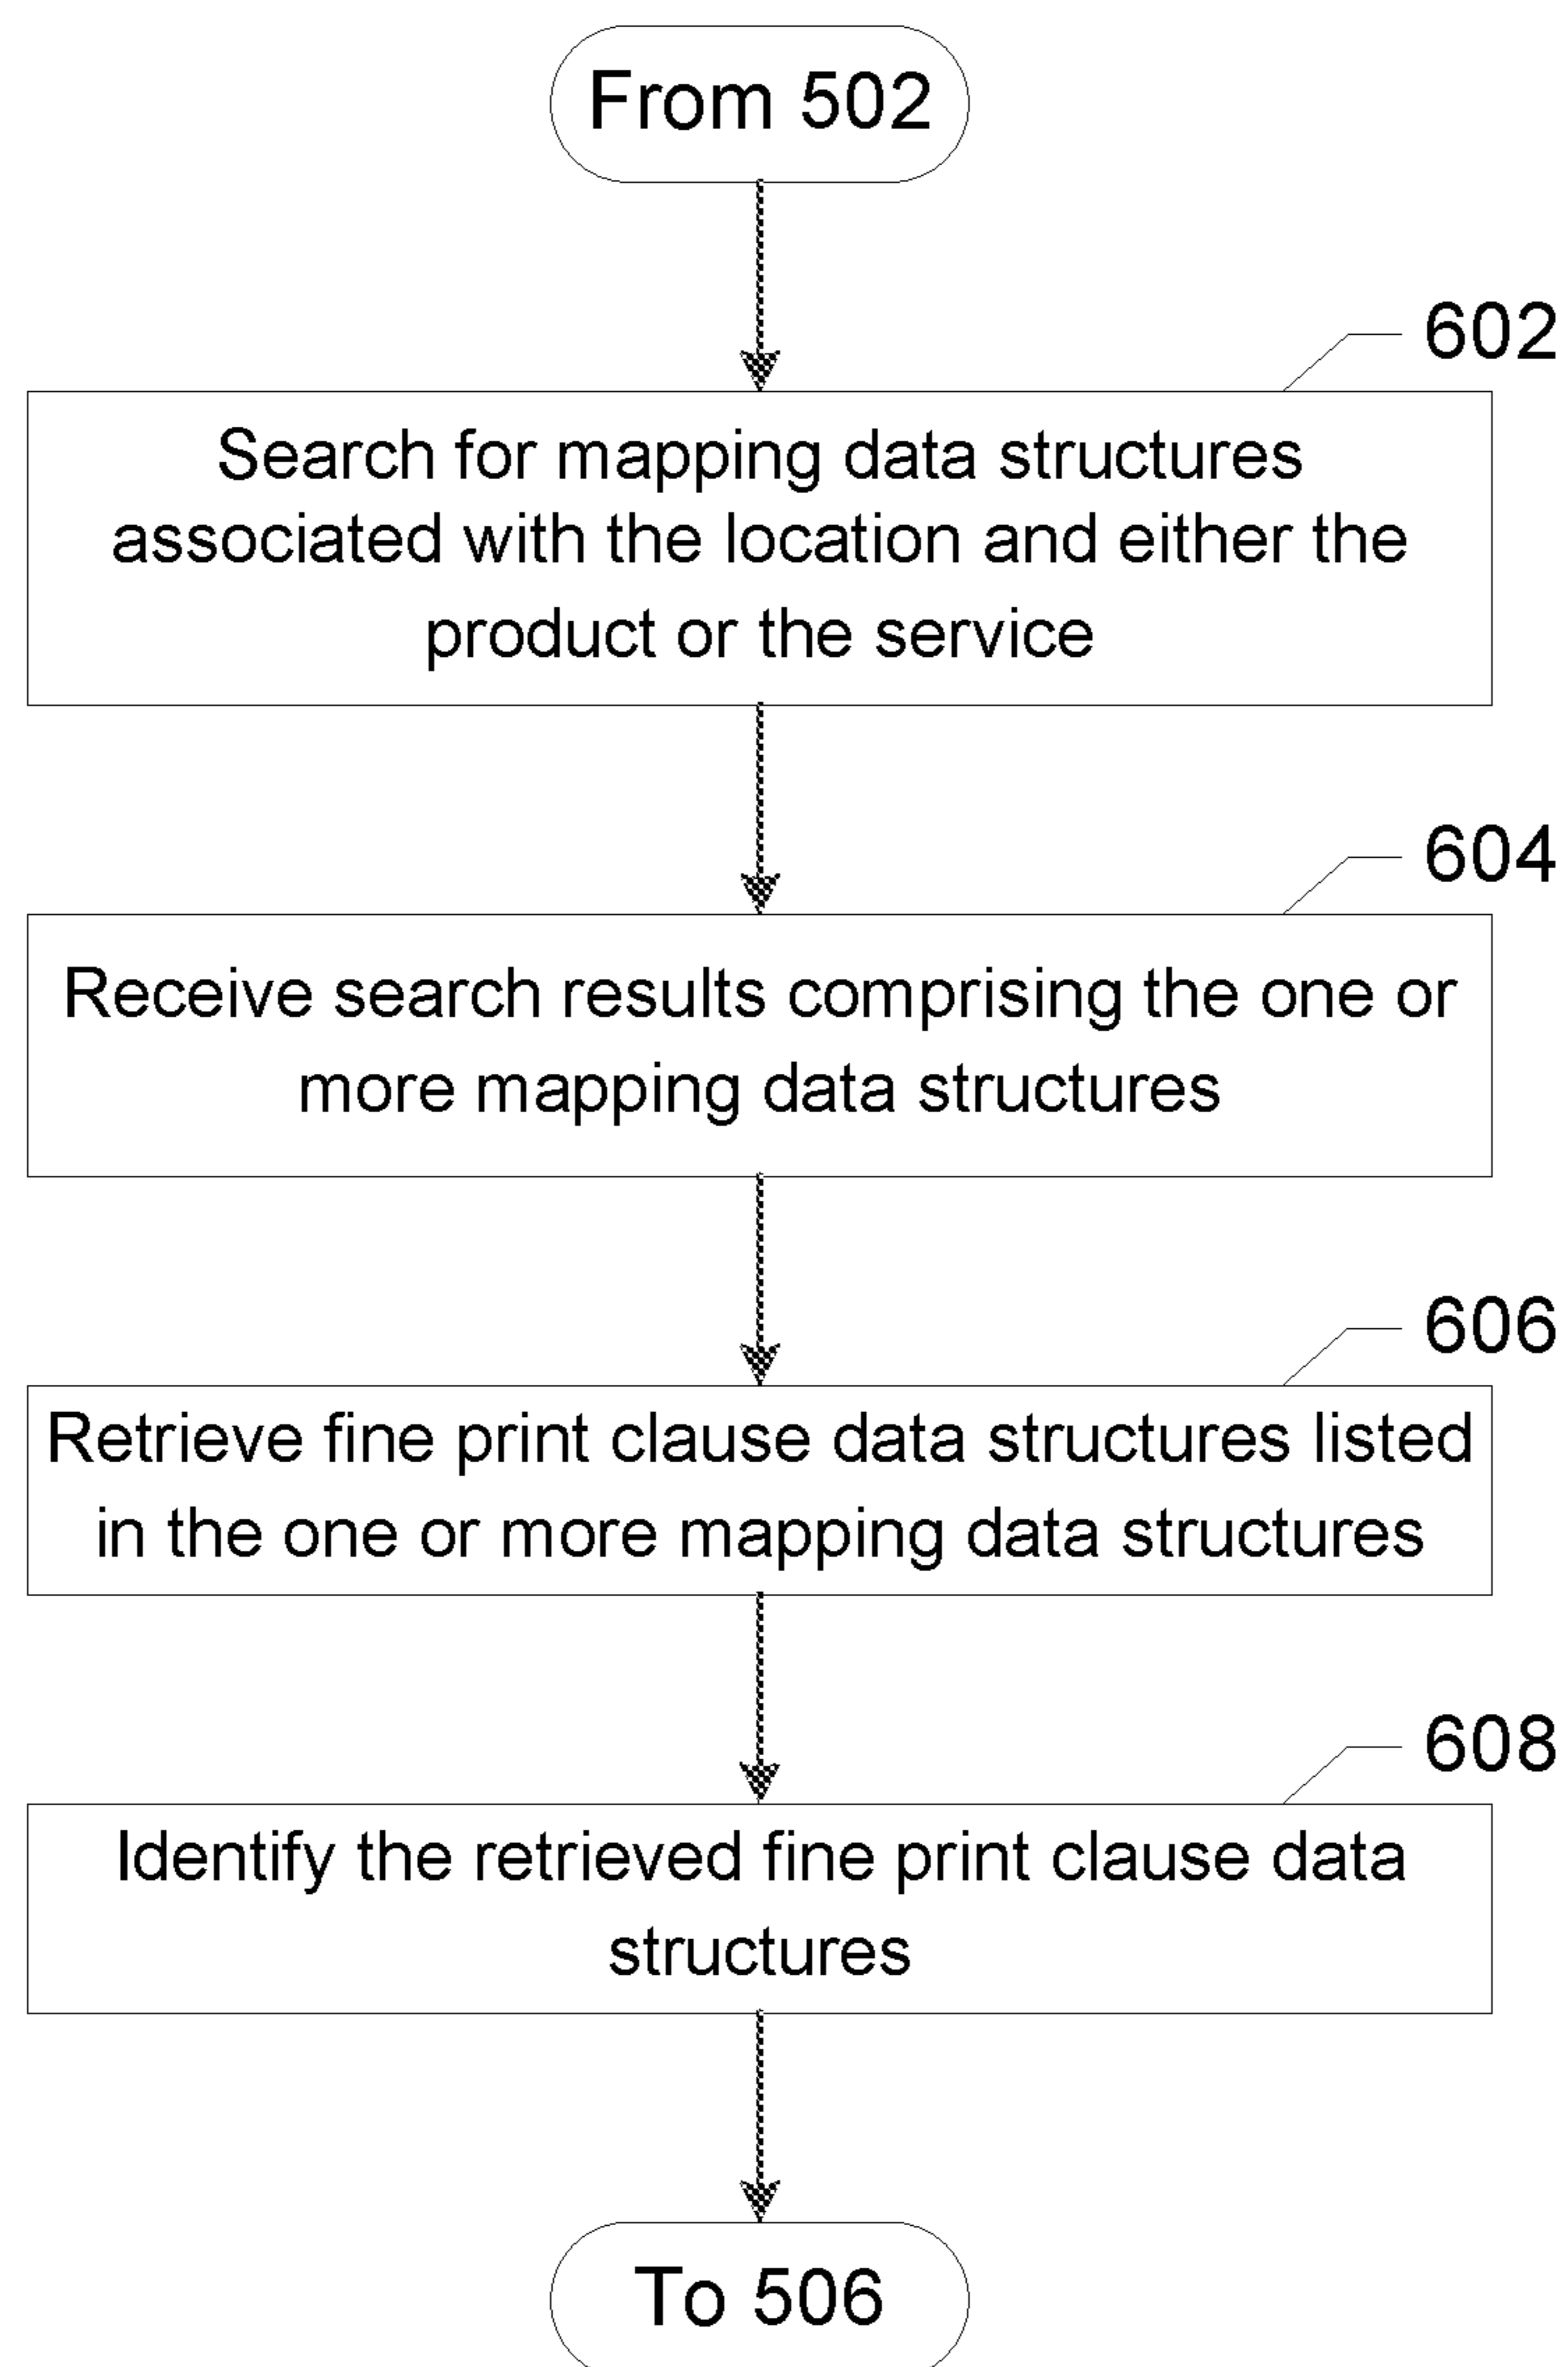 From 502
602
Search for mapping data structures
associated with the location and either the
product or the service
604
Receive search results comprising the one or
more mapping data structures
606
Retrieve fine print clause data structures listed
in the one or more mapping data structures
608
Identify the retrieved fine print clause data
structures
To 506